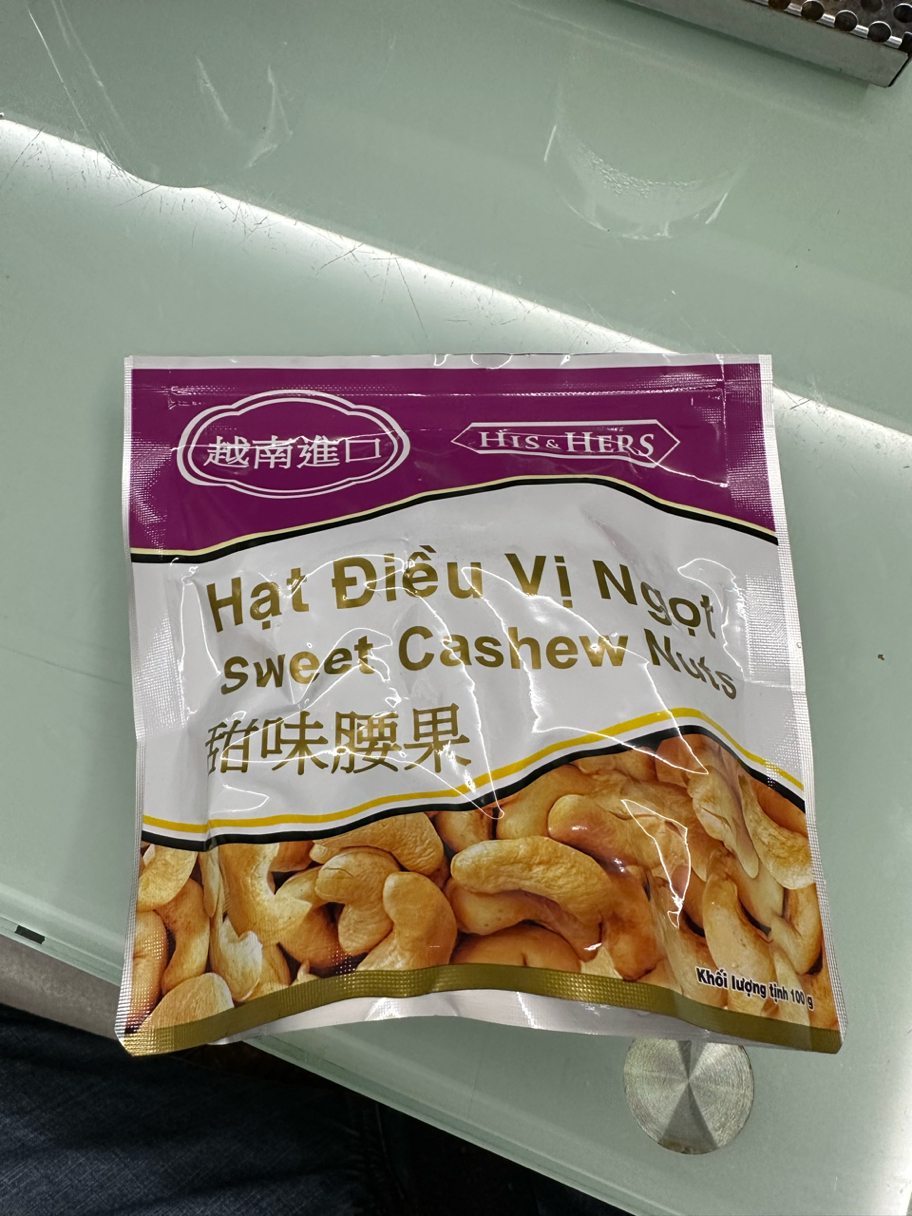 越南進口
HIS & HERS
Hạt Điều Vị Ngọt
Sweet Cashew Nuts
甜味腰果
Khối lượng tịnh 100 g